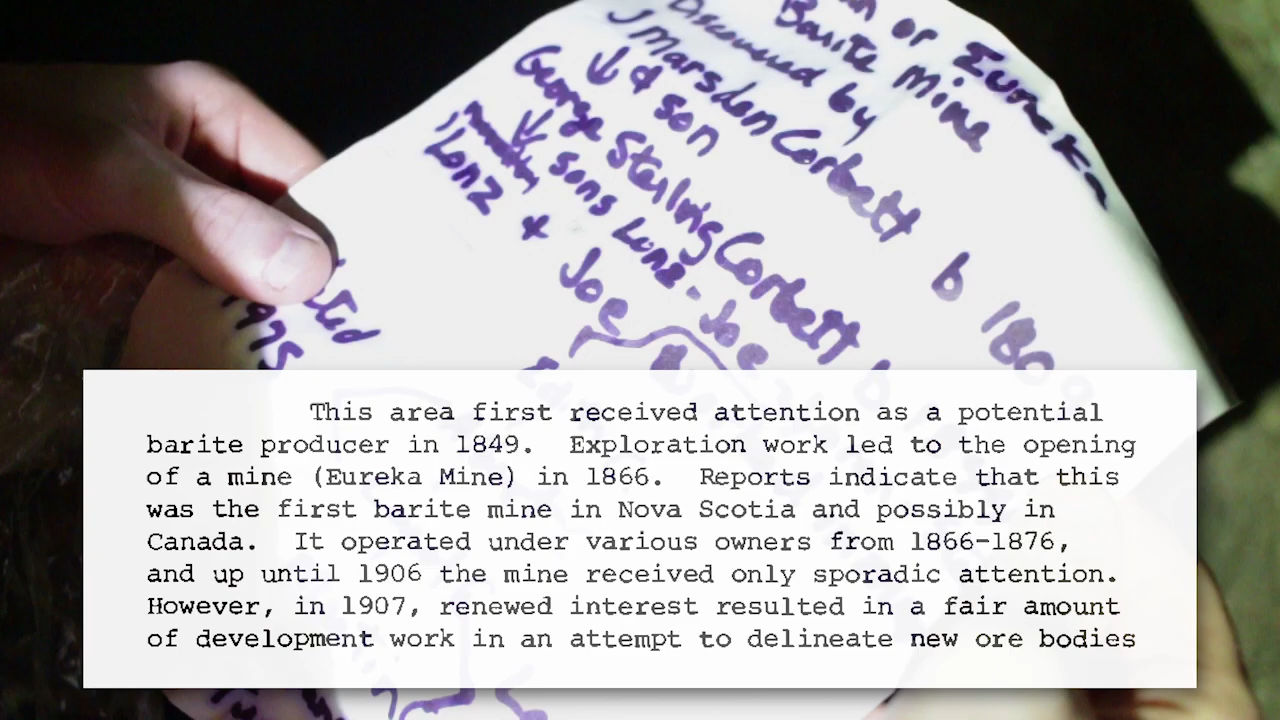 or Eureka
Barite Mine
Discovered by
J Marsden Corbett b 180
↓ & son
George Sterling Corbett b
↓ sons Lonz - Joe
"Lonz & Joe
1975
This area first received attention as a potential
barite producer in 1849. Exploration work led to the opening
of a mine (Eureka Mine) in 1866. Reports indicate that this
was the first barite mine in Nova Scotia and possibly in
Canada. It operated under various owners from 1866-1876,
and up until 1906 the mine received only sporadic attention.
However, in 1907, renewed interest resulted in a fair amount
of development work in an attempt to delineate new ore bodies